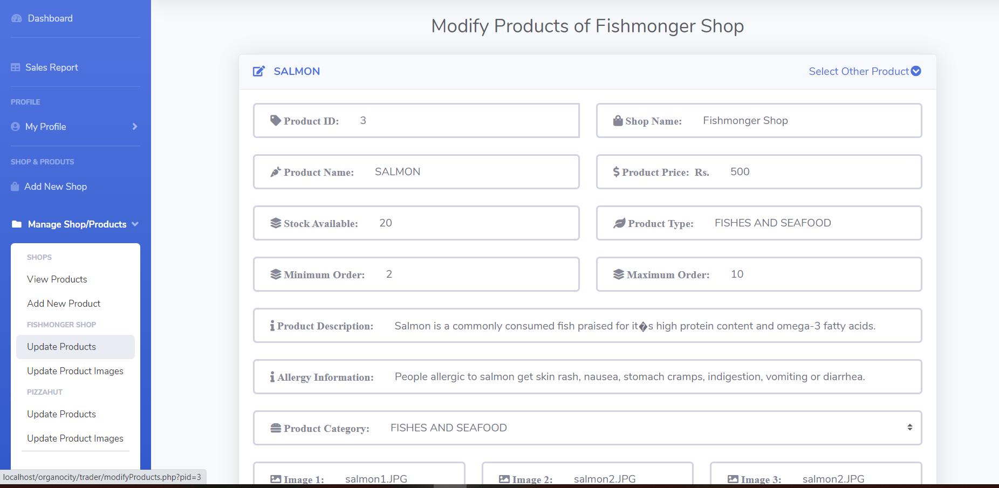 Dashboard
Sales Report
PROFILE
My Profile
SHOP & PRODUTS
Add New Shop
Manage Shop/Products
SHOPS
View Products
Add New Product
FISHMONGER SHOP
Update Products
Update Product Images
PIZZAHUT
Update Products
Update Product Images
localhost/organocity/trader/modifyProducts.php?pid=3
Modify Products of Fishmonger Shop
SALMON
Select Other Product
Product ID: 3
Shop Name: Fishmonger Shop
Product Name: SALMON
Product Price: Rs. 500
Stock Available: 20
Product Type: FISHES AND SEAFOOD
Minimum Order: 2
Maximum Order: 10
Product Description: Salmon is a commonly consumed fish praised for it�s high protein content and omega-3 fatty acids.
Allergy Information: People allergic to salmon get skin rash, nausea, stomach cramps, indigestion, vomiting or diarrhea.
Product Category: FISHES AND SEAFOOD
Image 1: salmon1.JPG
Image 2: salmon2.JPG
Image 3: salmon2.JPG